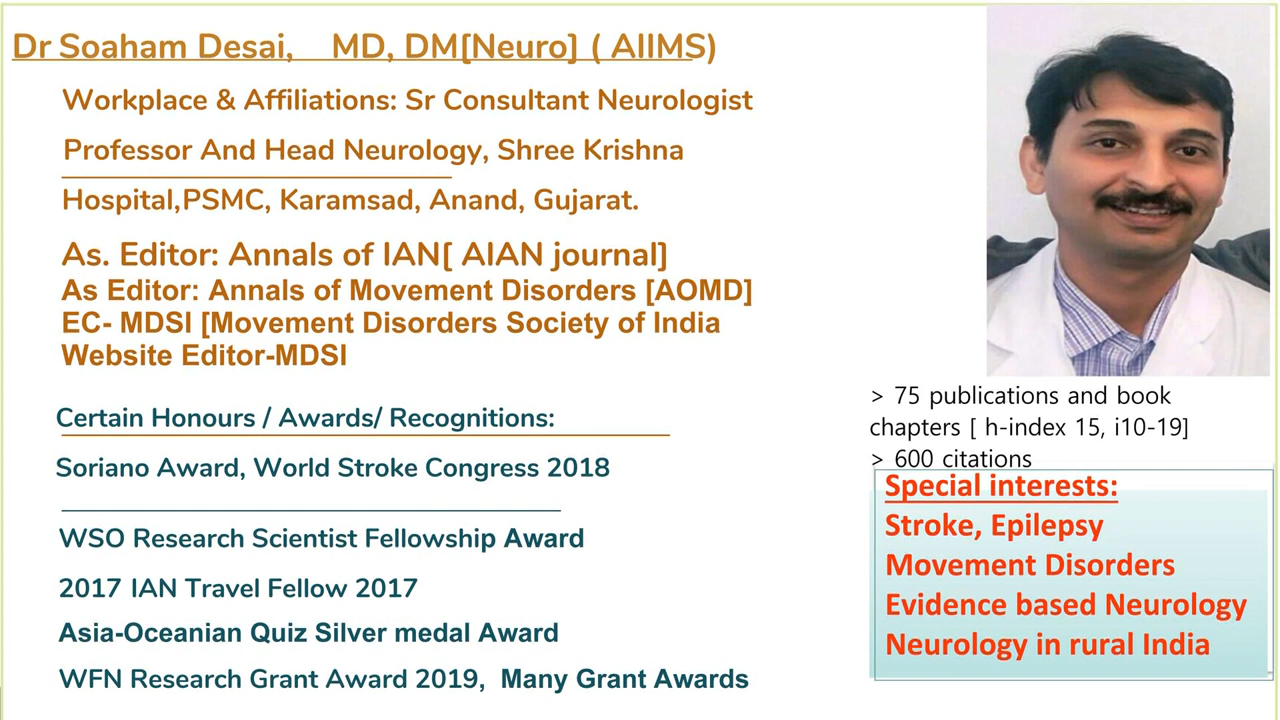 Dr Soaham Desai, MD, DM[Neuro] ( AIIMS)
Workplace & Affiliations: Sr Consultant Neurologist
Professor And Head Neurology, Shree Krishna
Hospital,PSMC, Karamsad, Anand, Gujarat.
As. Editor: Annals of IAN[ AIAN journal]
As Editor: Annals of Movement Disorders [AOMD]
EC- MDSI [Movement Disorders Society of India
Website Editor-MDSI
Certain Honours / Awards/ Recognitions:
Soriano Award, World Stroke Congress 2018
WSO Research Scientist Fellowship Award
2017 IAN Travel Fellow 2017
Asia-Oceanian Quiz Silver medal Award
WFN Research Grant Award 2019, Many Grant Awards
> 75 publications and book
chapters [ h-index 15, i10-19]
> 600 citations
Special interests:
Stroke, Epilepsy
Movement Disorders
Evidence based Neurology
Neurology in rural India